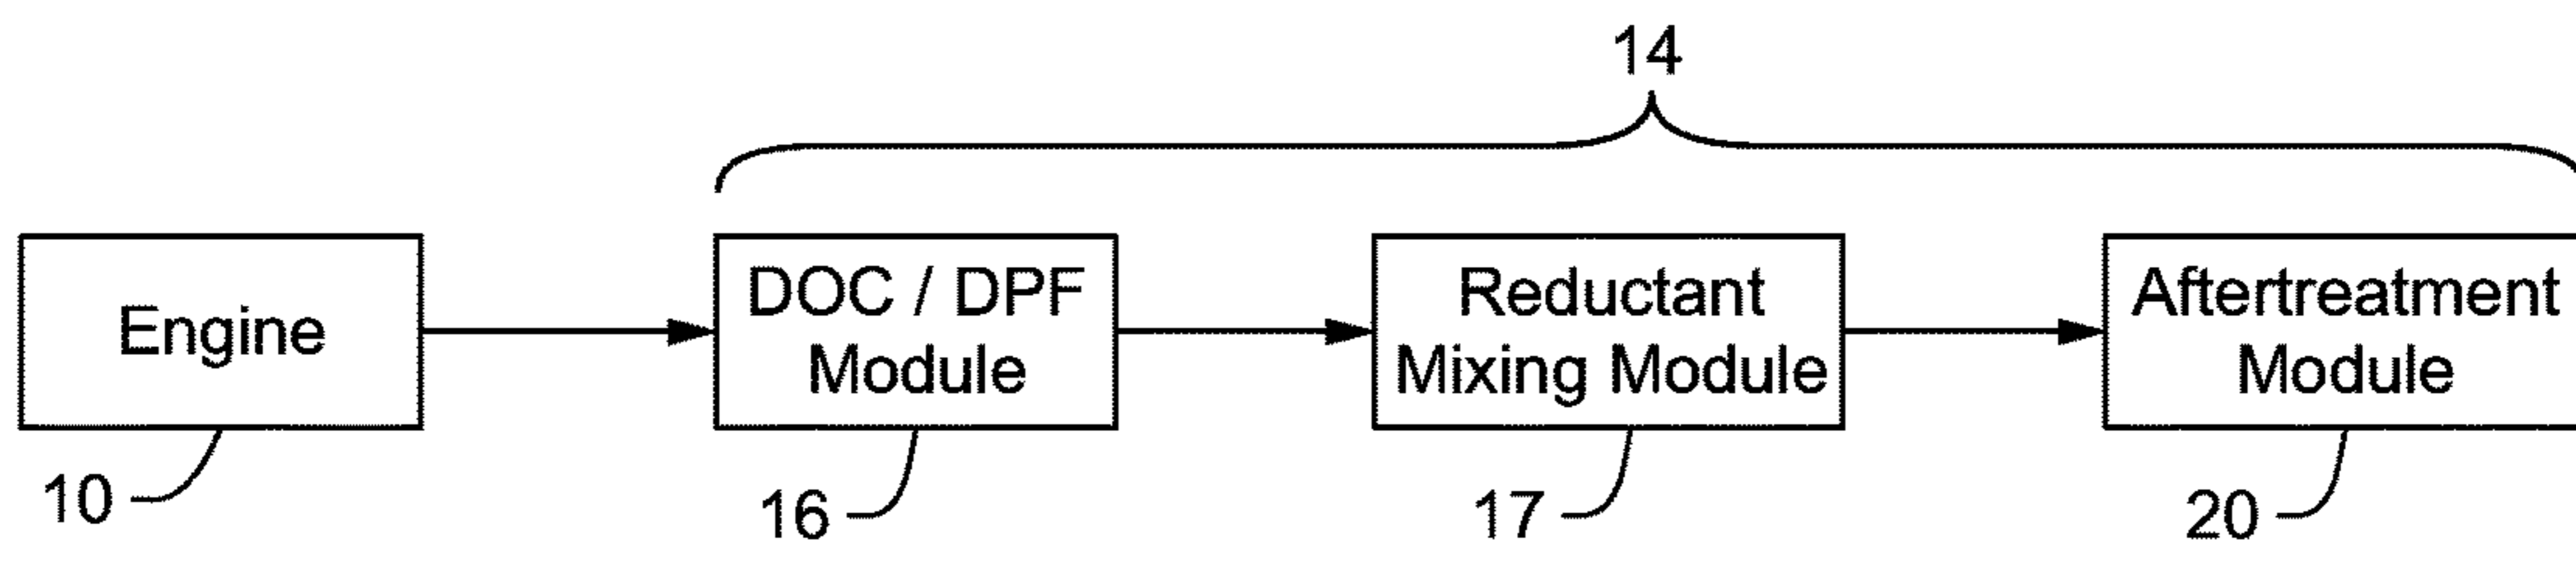 14
Engine
DOC / DPF
Module
Reductant
Mixing Module
Aftertreatment
Module
10
16
17
20